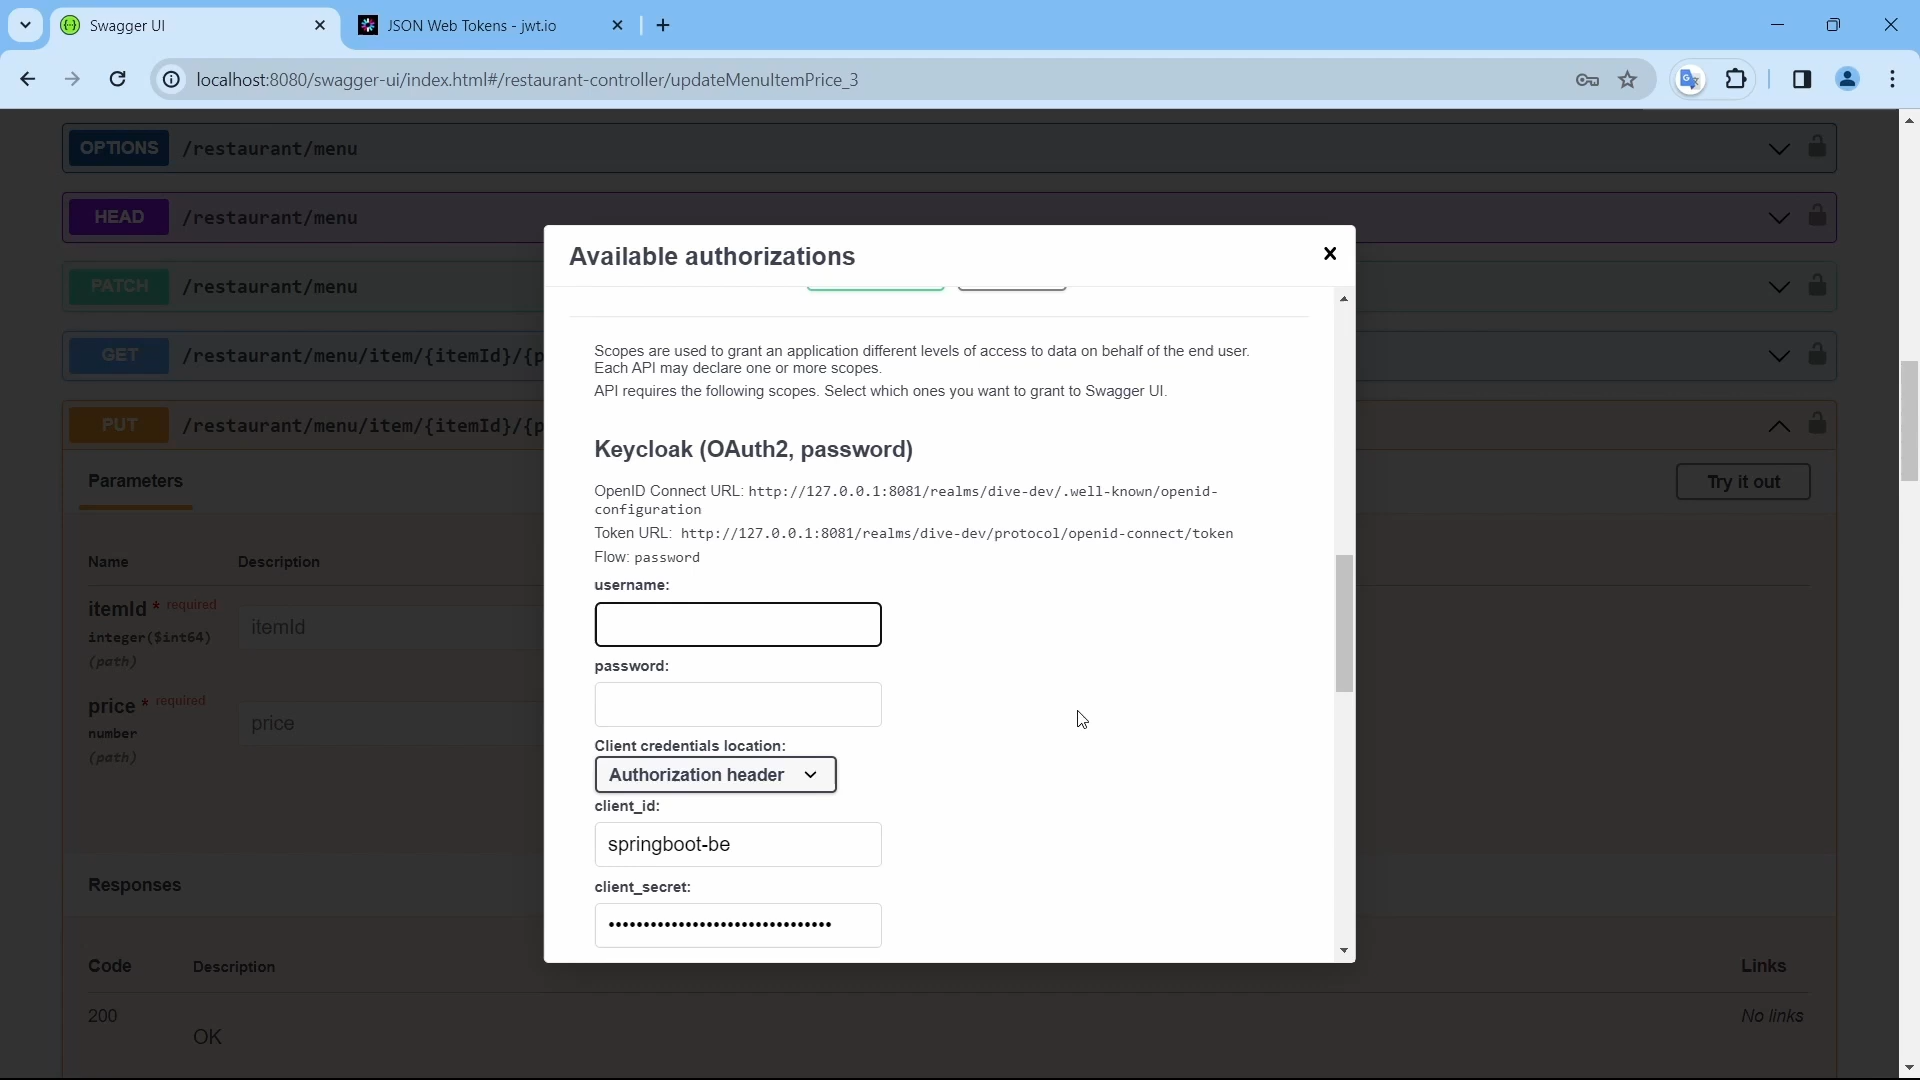 Swagger UI
JSON Web Tokens - jwt.io
localhost:8080/swagger-ui/index.html#/restaurant-controller/updateMenuItemPrice_3
OPTIONS /restaurant/menu
HEAD /restaurant/menu
PATCH /restaurant/menu
GET /restaurant/menu/item/{itemId}/{p
PUT /restaurant/menu/item/{itemId}/{p
Parameters
Try it out
Name Description
itemId * required
integer($int64)
(path)
itemId
price * required
number
(path)
price
Responses
Code Description Links
200 No links
OK
Available authorizations
Scopes are used to grant an application different levels of access to data on behalf of the end user.
Each API may declare one or more scopes.
API requires the following scopes. Select which ones you want to grant to Swagger UI.
Keycloak (OAuth2, password)
OpenID Connect URL: http://127.0.0.1:8081/realms/dive-dev/.well-known/openid-
configuration
Token URL: http://127.0.0.1:8081/realms/dive-dev/protocol/openid-connect/token
Flow: password
username:
password:
Client credentials location:
Authorization header
client_id:
springboot-be
client_secret: